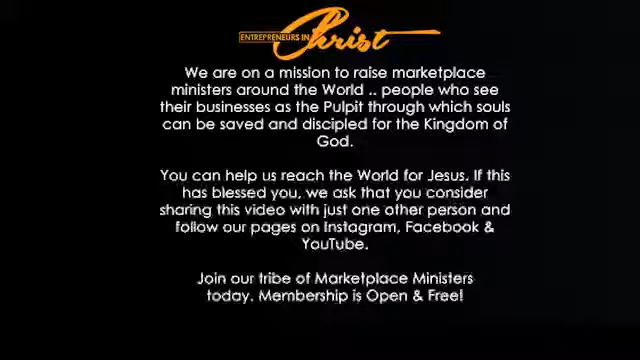 ENTREPRENEURS IN
Christ
We are on a mission to raise marketplace
ministers around the World .. people who see
their businesses as the Pulpit through which souls
can be saved and discipled for the Kingdom of
God.
You can help us reach the World for Jesus. If this
has blessed you, we ask that you consider
sharing this video with just one other person and
follow our pages on Instagram, Facebook &
YouTube.
Join our tribe of Marketplace Ministers
today. Membership is Open & Free!